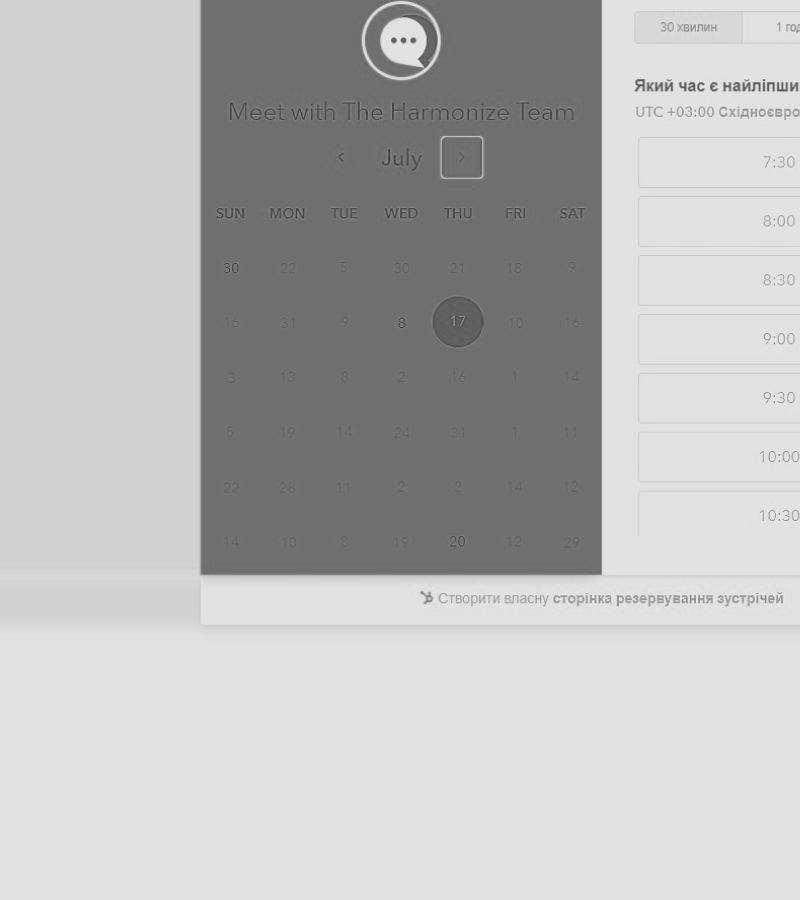 Meet with The Harmonize Team
July
SUN MON TUE WED THU FRI SAT
30 22 5 30 21 18 9
16 31 9 8 17 10 16
3 13 8 2 16 1 14
5 19 14 24 31 1 11
22 26 11 2 2 14 12
14 10 8 19 20 12 29
30 хвилин 1 год
Який час є найліпши
UTC +03:00 Східноєвро
7:30
8:00
8:30
9:00
9:30
10:00
10:30
Створити власну сторінка резервування зустрічей